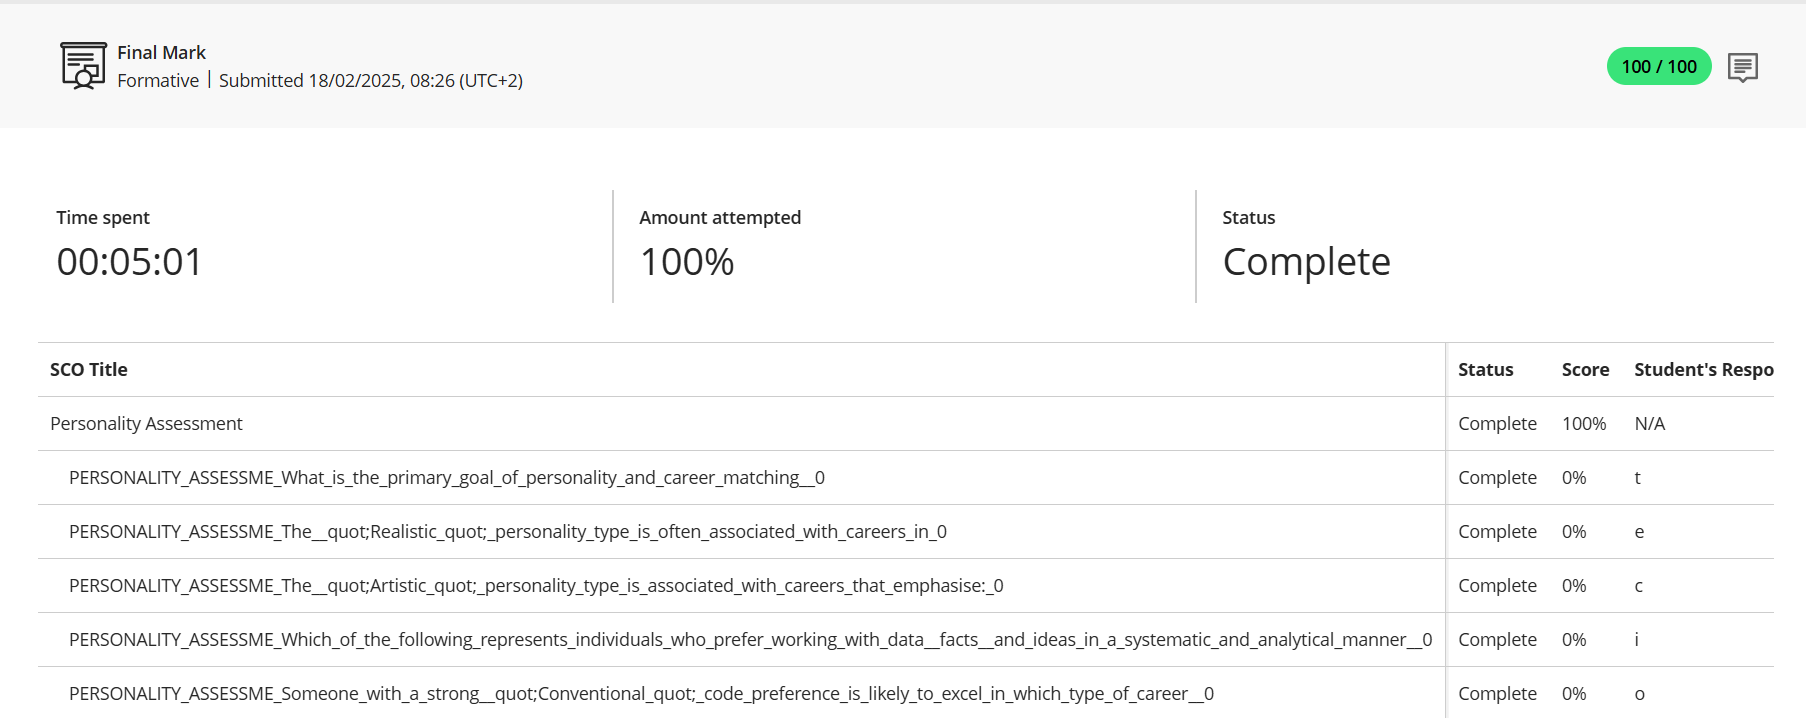 Final Mark
Formative | Submitted 18/02/2025, 08:26 (UTC+2)
100 / 100
Time spent
00:05:01
Amount attempted
100%
Status
Complete
SCO Title Status Score Student's Respo
Personality Assessment Complete 100% N/A
PERSONALITY_ASSESSME_What_is_the_primary_goal_of_personality_and_career_matching__0 Complete 0% t
PERSONALITY_ASSESSME_The__quot;Realistic_quot;_personality_type_is_often_associated_with_careers_in_0 Complete 0% e
PERSONALITY_ASSESSME_The__quot;Artistic_quot;_personality_type_is_associated_with_careers_that_emphasise:_0 Complete 0% c
PERSONALITY_ASSESSME_Which_of_the_following_represents_individuals_who_prefer_working_with_data__facts__and_ideas_in_a_systematic_and_analytical_manner__0 Complete 0% i
PERSONALITY_ASSESSME_Someone_with_a_strong__quot;Conventional_quot;_code_preference_is_likely_to_excel_in_which_type_of_career__0 Complete 0% o